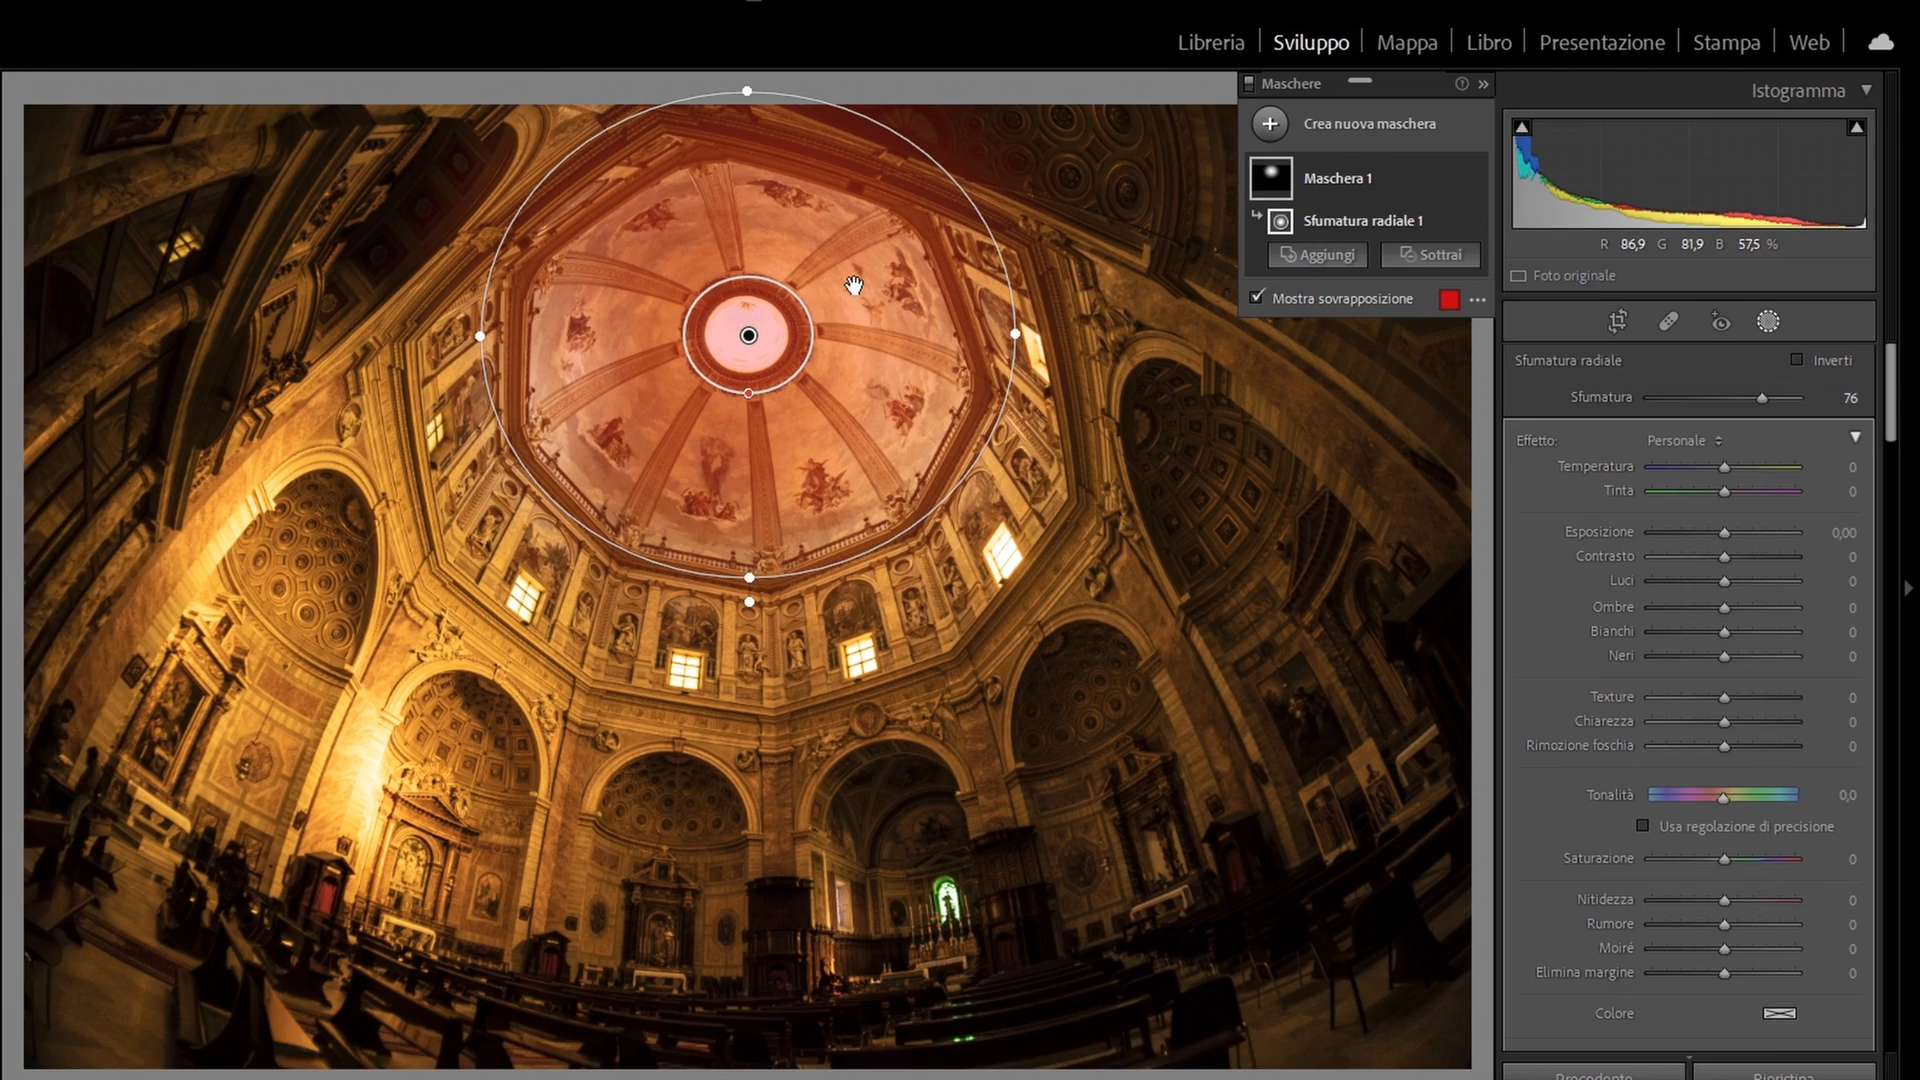 Libreria | Sviluppo | Mappa | Libro | Presentazione | Stampa | Web |
Maschere
Crea nuova maschera
Maschera 1
Sfumatura radiale 1
Aggiungi
Sottrai
Mostra sovrapposizione
Istogramma
R 86,9 G 81,9 B 57,5 %
Foto originale
Sfumatura radiale
Inverti
Sfumatura 76
Effetto: Personale
Temperatura 0
Tinta 0
Esposizione 0,00
Contrasto 0
Luci 0
Ombre 0
Bianchi 0
Neri 0
Texture 0
Chiarezza 0
Rimozione foschia 0
Tonalità 0,0
Usa regolazione di precisione
Saturazione 0
Nitidezza 0
Rumore 0
Moiré 0
Elimina margine 0
Colore
Precedente
Ripristina